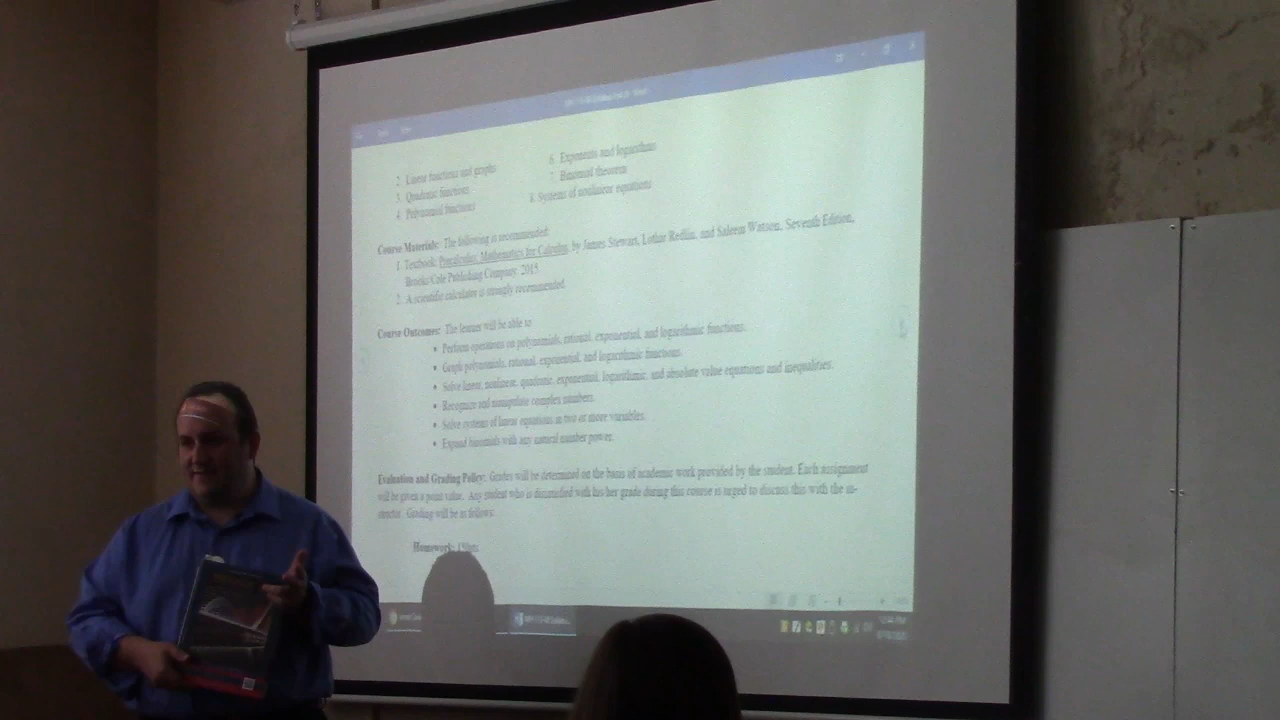 2. Linear functions and graphs
3. Quadratic functions
4. Polynomial functions
6. Exponents and logarithms
7. Binomial theorem
8. Systems of nonlinear equations
Course Materials: The following is recommended:
1. Textbook: Precalculus, Mathematics for Calculus, by James Stewart, Lothar Redlin, and Saleem Watson, Seventh Edition,
Brooks/Cole Publishing Company, 2015.
2. A scientific calculator is strongly recommended.
Course Outcomes: The learner will be able to
• Perform operations on polynomials, rational, exponential, and logarithmic functions.
• Graph polynomials, rational, exponential, and logarithmic functions.
• Solve linear, nonlinear, quadratic, exponential, logarithmic, and absolute value equations and inequalities.
• Recognize and manipulate complex numbers.
• Solve systems of linear equations in two or more variables.
• Expand binomials with any natural number power.
Evaluation and Grading Policy: Grades will be determined on the basis of academic work provided by the student. Each assignment
will be given a point value. Any student who is dissatisfied with his/her grade during this course is urged to discuss this with the in-
structor. Grading will be as follows:
Homework: